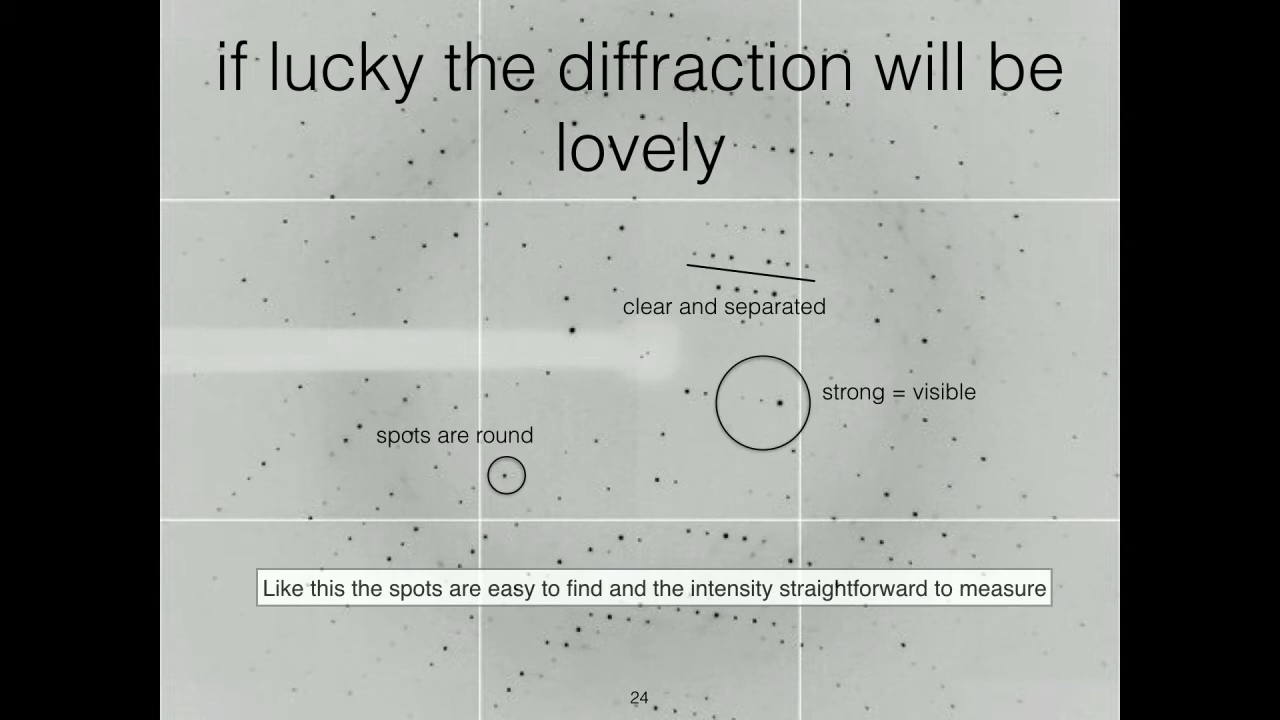 if lucky the diffraction will be
lovely
clear and separated
strong = visible
spots are round
Like this the spots are easy to find and the intensity straightforward to measure
24